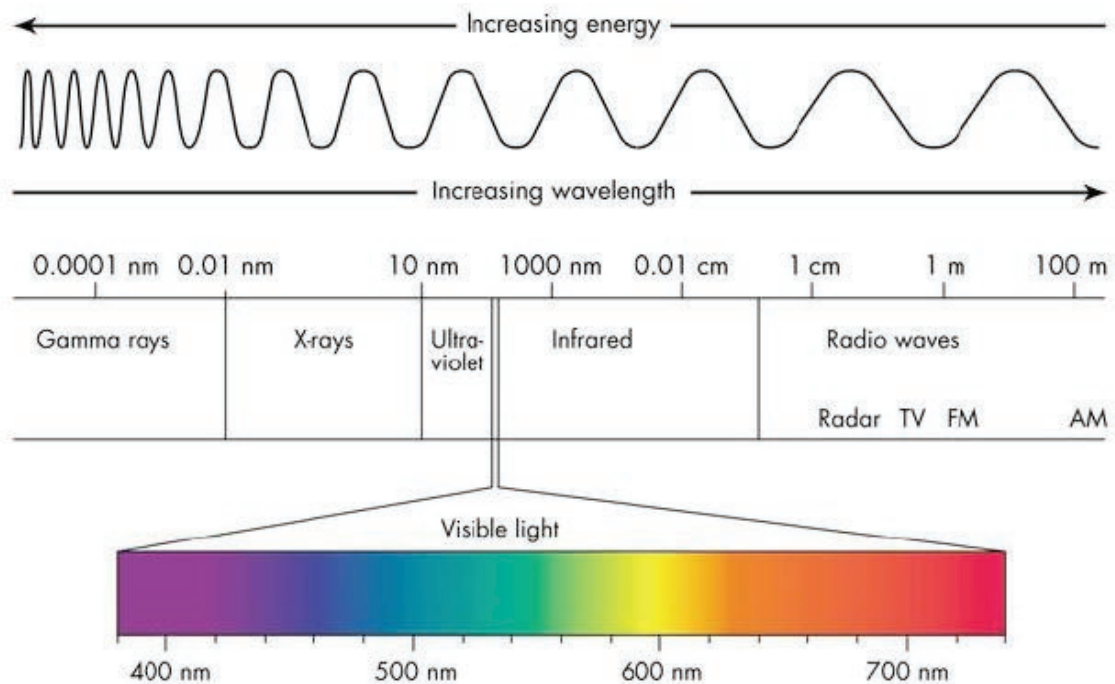 Increasing energy
Increasing wavelength
0.0001 nm 0.01 nm 10 nm 1000 nm 0.01 cm 1 cm 1 m 100 m
Gamma rays X-rays Ultra- Infrared Radio waves
violet
Radar TV FM AM
Visible light
400 nm 500 nm 600 nm 700 nm